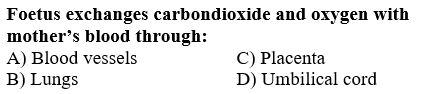 Foetus exchanges carbondioxide and oxygen with
mother’s blood through:
A) Blood vessels C) Placenta
B) Lungs D) Umbilical cord